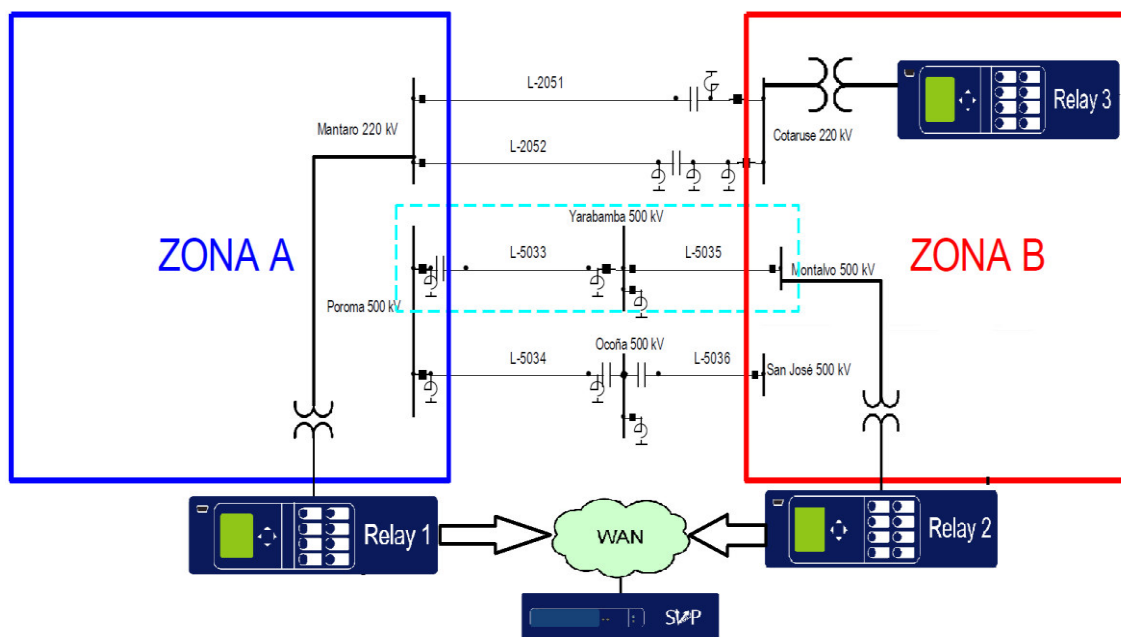 L-2051
Relay 3
Mantaro 220 kV
Cotaruse 220 kV
L-2052
ZONA A
Yarabamba 500 kV
ZONA B
L-5033
L-5035
Montalvo 500 kV
Poroma 500 kV
Ocoña 500 kV
L-5034
L-5036
San José 500 kV
Relay 1
WAN
Relay 2
SVP